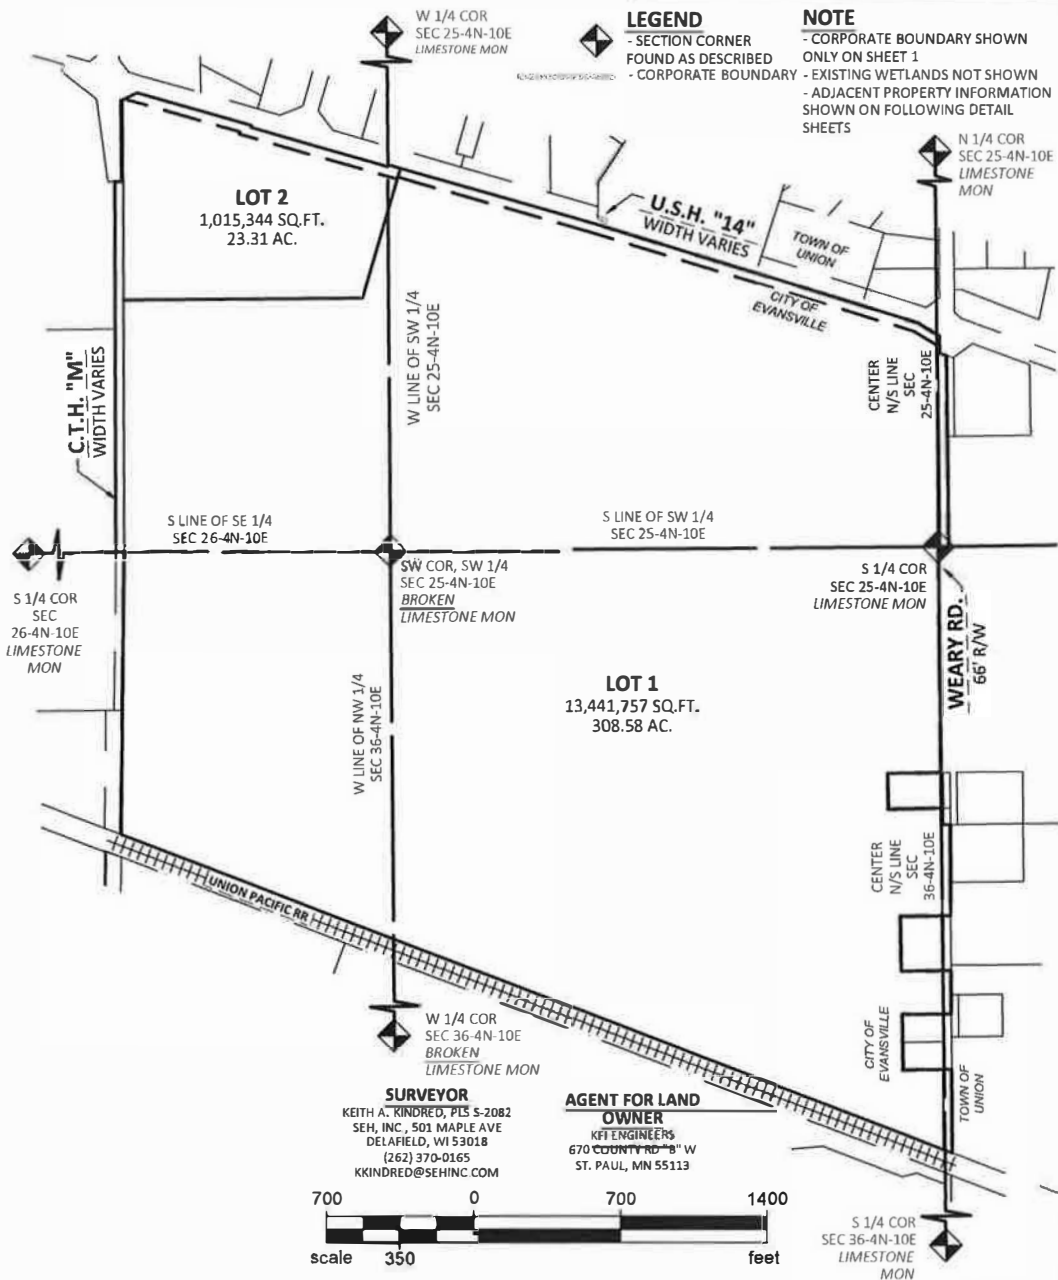 W 1/4 COR
SEC 25-4N-10E
LIMESTONE MON
LEGEND
- SECTION CORNER
FOUND AS DESCRIBED
- CORPORATE BOUNDARY
NOTE
- CORPORATE BOUNDARY SHOWN
ONLY ON SHEET 1
- EXISTING WETLANDS NOT SHOWN
- ADJACENT PROPERTY INFORMATION
SHOWN ON FOLLOWING DETAIL
SHEETS
N 1/4 COR
SEC 25-4N-10E
LIMESTONE
MON
LOT 2
1,015,344 SQ.FT.
23.31 AC.
U.S.H. "14"
WIDTH VARIES
TOWN OF
UNION
CITY OF
EVANSVILLE
W LINE OF SW 1/4
SEC 25-4N-10E
CENTER
N/S LINE
SEC
25-4N-10E
C.T.H. "M"
WIDTH VARIES
S LINE OF SE 1/4
SEC 26-4N-10E
S LINE OF SW 1/4
SEC 25-4N-10E
S 1/4 COR
SEC
26-4N-10E
LIMESTONE
MON
SW COR, SW 1/4
SEC 25-4N-10E
BROKEN
LIMESTONE MON
S 1/4 COR
SEC 25-4N-10E
LIMESTONE MON
WEARY RD.
66' R/W
LOT 1
13,441,757 SQ.FT.
308.58 AC.
W LINE OF NW 1/4
SEC 36-4N-10E
CENTER
N/S LINE
SEC
36-4N-10E
UNION PACIFIC RR
W 1/4 COR
SEC 36-4N-10E
BROKEN
LIMESTONE MON
CITY OF
EVANSVILLE
TOWN OF
UNION
SURVEYOR
KEITH A. KINDRED, PLS S-2082
SEH, INC., 501 MAPLE AVE
DELAFIELD, WI 53018
(262) 370-0165
KKINDRED@SEHINC.COM
AGENT FOR LAND
OWNER
KFI ENGINEERS
670 COUNTY RD "B" W
ST. PAUL, MN 55113
700 0 700 1400
scale 350 feet
S 1/4 COR
SEC 36-4N-10E
LIMESTONE
MON